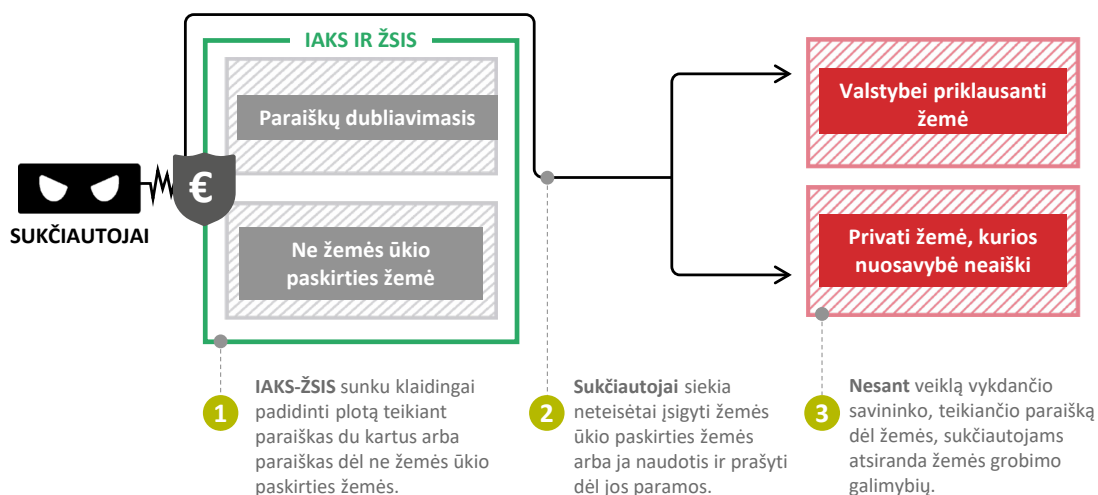 IAKS IR ŽSIS
Paraiškų dubliavimasis
€
SUKČIAUTOJAI
Ne žemės ūkio
paskirties žemė
Valstybei priklausanti
žemė
Privati žemė, kurios
nuosavybė neaiški
1
IAKS-ŽSIS sunku klaidingai
padidinti plotą teikiant
paraiškas du kartus arba
paraiškas dėl ne žemės ūkio
paskirties žemės.
2
Sukčiautojai siekia
neteisėtai įsigyti žemės
ūkio paskirties žemės
arba ja naudotis ir prašyti
dėl jos paramos.
3
Nesant veiklą vykdančio
savininko, teikiančio paraišką
dėl žemės, sukčiautojams
atsiranda žemės grobimo
galimybių.